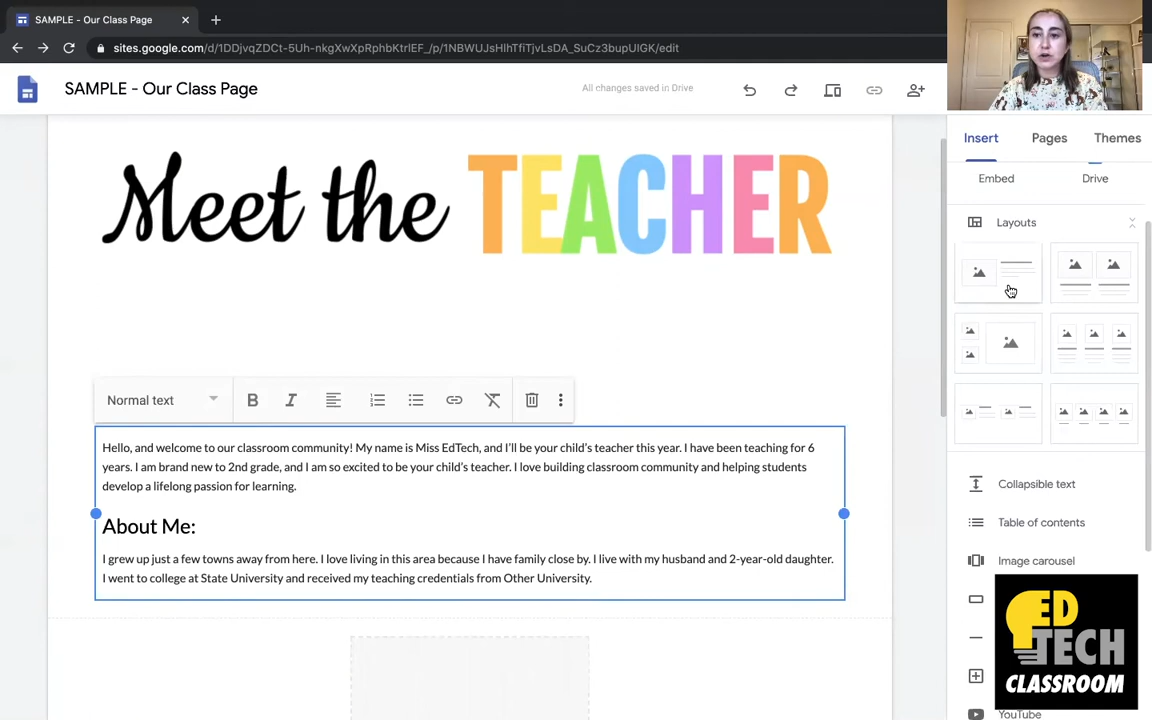 SAMPLE - Our Class Page
sites.google.com/d/1DDjvqZDCt-5Uh-nkgXwXpRphbKtrlEF_/p/1NBWUJsHlhTfiTjvLsDA_SuCz3bupUlGK/edit
SAMPLE - Our Class Page
All changes saved in Drive
Insert
Pages
Themes
Embed
Drive
Meet the TEACHER
Layouts
Normal text
Hello, and welcome to our classroom community! My name is Miss EdTech, and I'll be your child's teacher this year. I have been teaching for 6
years. I am brand new to 2nd grade, and I am so excited to be your child's teacher. I love building classroom community and helping students
develop a lifelong passion for learning.
About Me:
I grew up just a few towns away from here. I love living in this area because I have family close by. I live with my husband and 2-year-old daughter.
I went to college at State University and received my teaching credentials from Other University.
Collapsible text
Table of contents
Image carousel
ED
TECH
CLASSROOM
YouTube